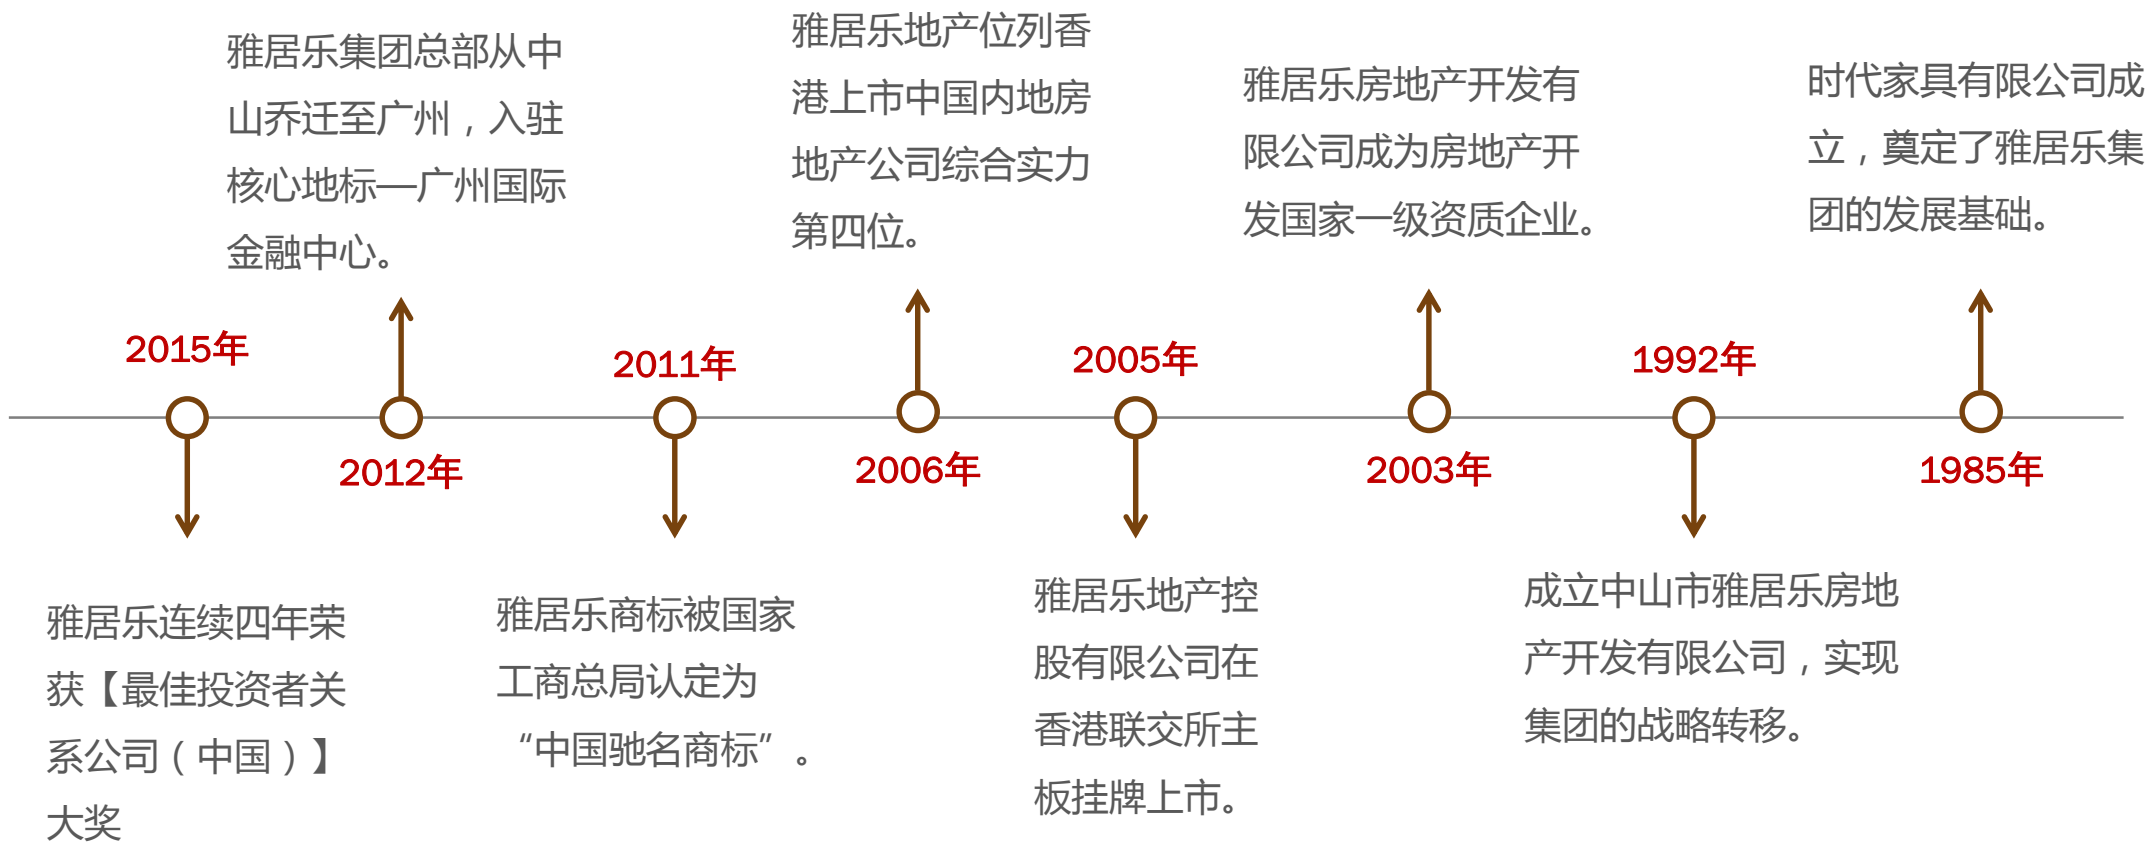 雅居乐集团总部从中
山乔迁至广州，入驻
核心地标—广州国际
金融中心。
雅居乐地产位列香
港上市中国内地房
地产公司综合实力
第四位。
雅居乐房地产开发有
限公司成为房地产开
发国家一级资质企业。
时代家具有限公司成
立，奠定了雅居乐集
团的发展基础。
2015年
2012年
2011年
2006年
2005年
2003年
1992年
1985年
雅居乐连续四年荣
获【最佳投资者关
系公司（中国）】
大奖
雅居乐商标被国家
工商总局认定为
“中国驰名商标”。
雅居乐地产控
股有限公司在
香港联交所主
板挂牌上市。
成立中山市雅居乐房地
产开发有限公司，实现
集团的战略转移。